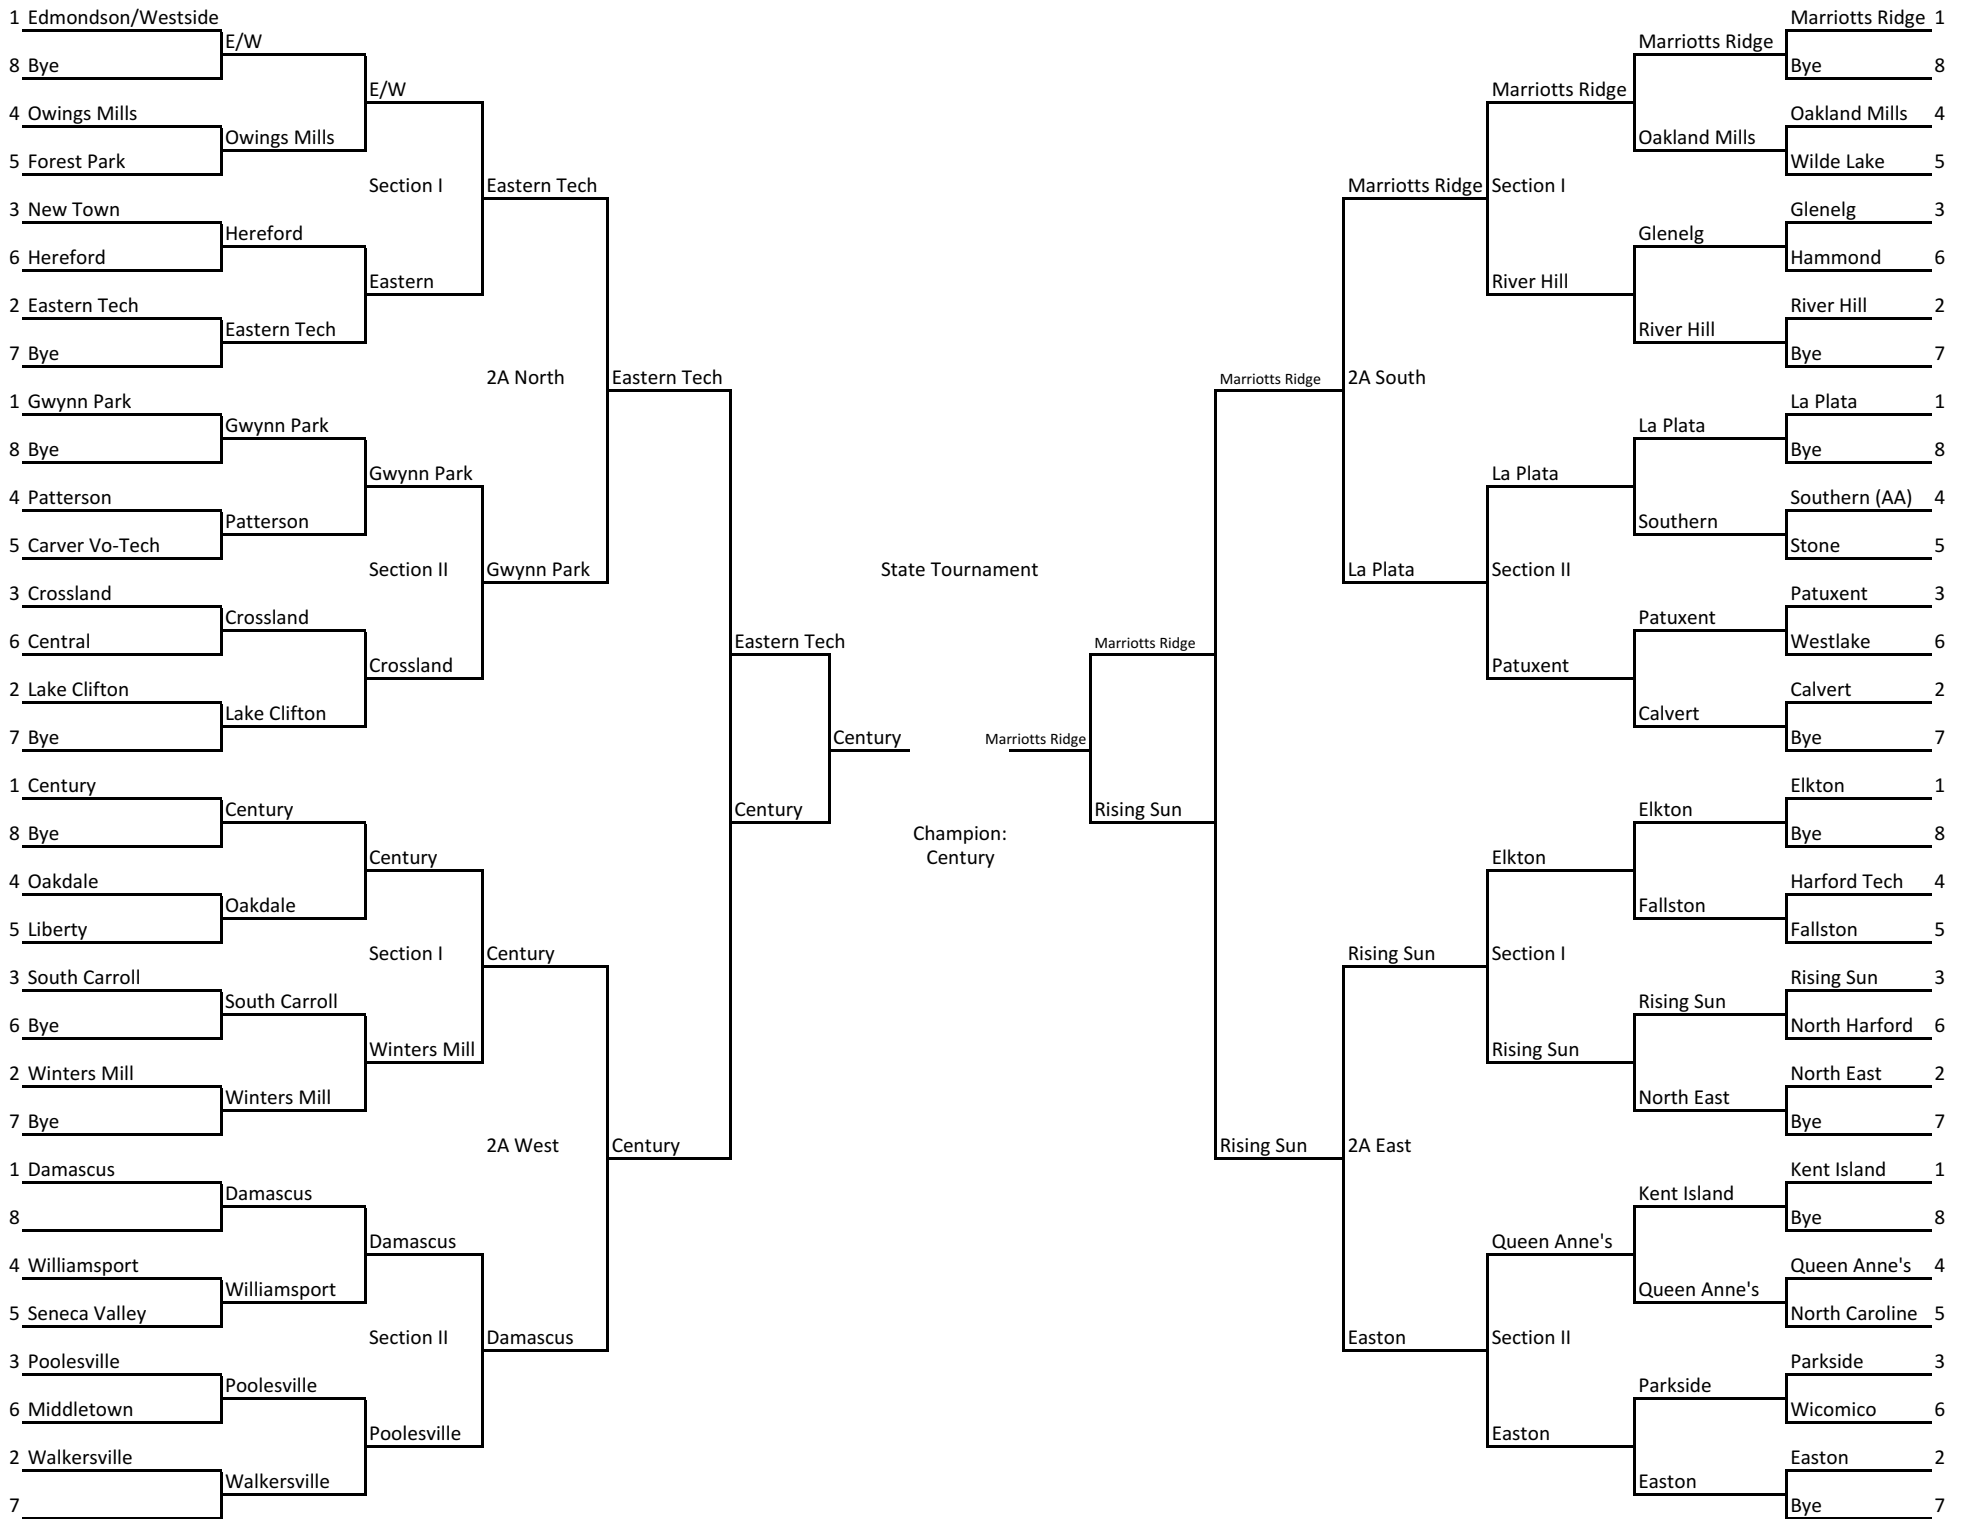 1 Edmondson/Westside
E/W
8 Bye
E/W
4 Owings Mills
Owings Mills
5 Forest Park
Section I
Eastern Tech
3 New Town
Hereford
6 Hereford
Eastern
2 Eastern Tech
Eastern Tech
7 Bye
2A North
Eastern Tech
1 Gwynn Park
Gwynn Park
8 Bye
Gwynn Park
4 Patterson
Patterson
5 Carver Vo-Tech
Section II
Gwynn Park
3 Crossland
Crossland
6 Central
Crossland
2 Lake Clifton
Lake Clifton
7 Bye
Eastern Tech
Century
1 Century
Century
8 Bye
Century
Century
4 Oakdale
Oakdale
5 Liberty
Section I
Century
3 South Carroll
South Carroll
6 Bye
Winters Mill
2 Winters Mill
Winters Mill
7 Bye
2A West
Century
1 Damascus
Damascus
8
Damascus
4 Williamsport
Williamsport
5 Seneca Valley
Section II
Damascus
3 Poolesville
Poolesville
6 Middletown
Poolesville
2 Walkersville
Walkersville
7
State Tournament
Champion:
Century
Marriotts Ridge 1
Marriotts Ridge
Bye 8
Marriotts Ridge
Oakland Mills 4
Oakland Mills
Wilde Lake 5
Marriotts Ridge
Section I
Glenelg 3
Glenelg
Hammond 6
River Hill
River Hill 2
River Hill
Bye 7
Marriotts Ridge
2A South
La Plata 1
La Plata
Bye 8
La Plata
Southern (AA) 4
Southern
Stone 5
La Plata
Section II
Patuxent 3
Patuxent
Westlake 6
Patuxent
Calvert 2
Calvert
Bye 7
Marriotts Ridge
Marriotts Ridge
Rising Sun
Elkton 1
Elkton
Bye 8
Elkton
Harford Tech 4
Fallston
Fallston 5
Rising Sun
Section I
Rising Sun 3
Rising Sun
North Harford 6
Rising Sun
North East 2
North East
Bye 7
Rising Sun
2A East
Kent Island 1
Kent Island
Bye 8
Queen Anne's
Queen Anne's 4
Queen Anne's
North Caroline 5
Easton
Section II
Parkside 3
Parkside
Wicomico 6
Easton
Easton 2
Easton
Bye 7